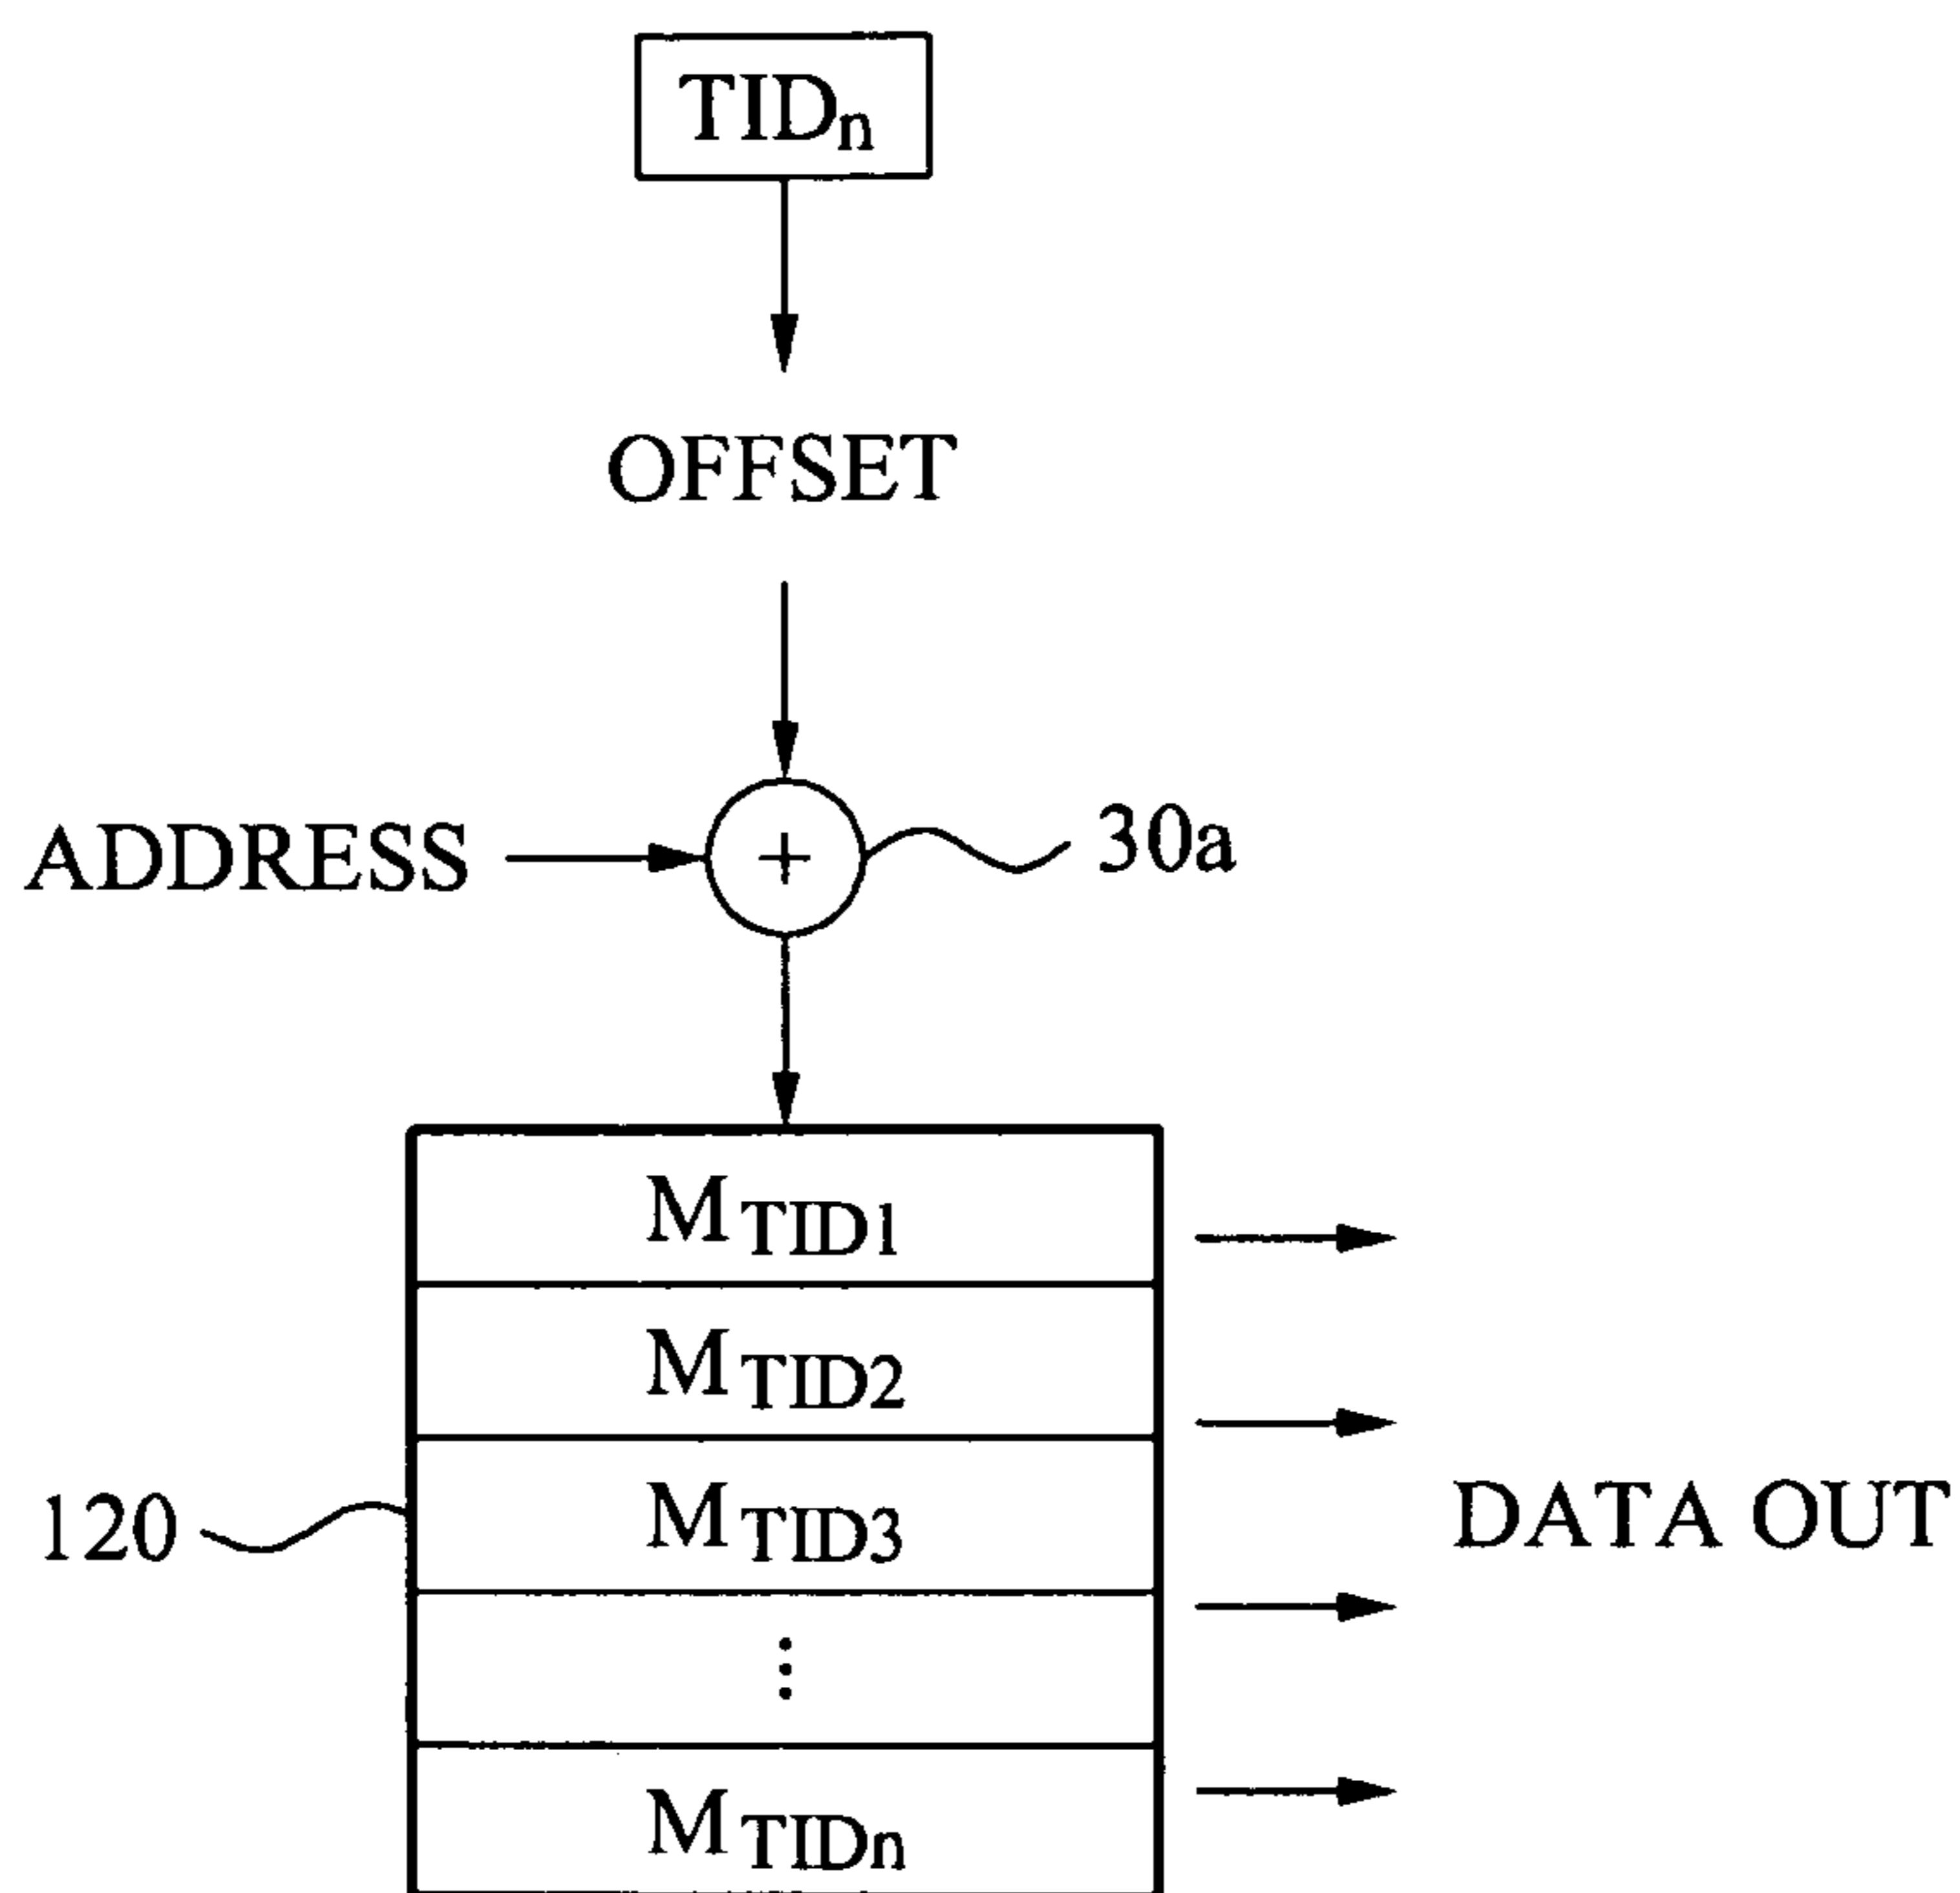 TIDn
OFFSET
ADDRESS
+
30a
MTID1
MTID2
120
MTID3
DATA OUT
MTIDn